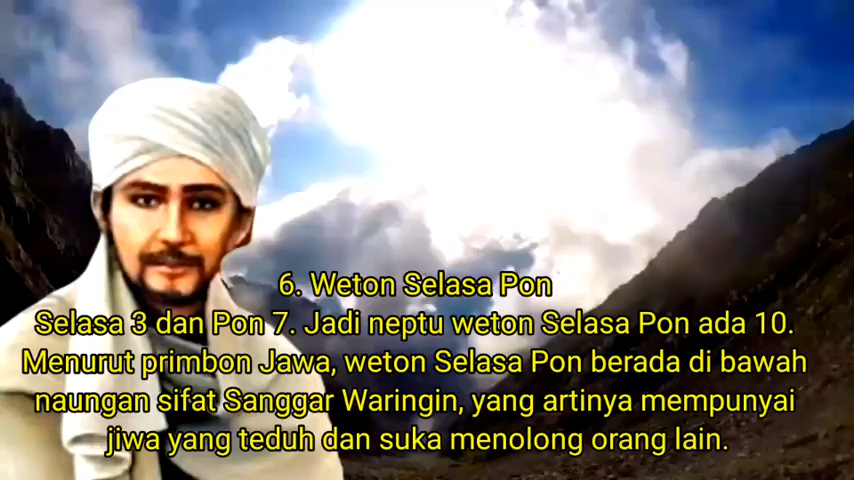 6. Weton Selasa Pon
Selasa 3 dan Pon 7. Jadi neptu weton Selasa Pon ada 10.
Menurut primbon Jawa, weton Selasa Pon berada di bawah
naungan sifat Sanggar Waringin, yang artinya mempunyai
jiwa yang teduh dan suka menolong orang lain.